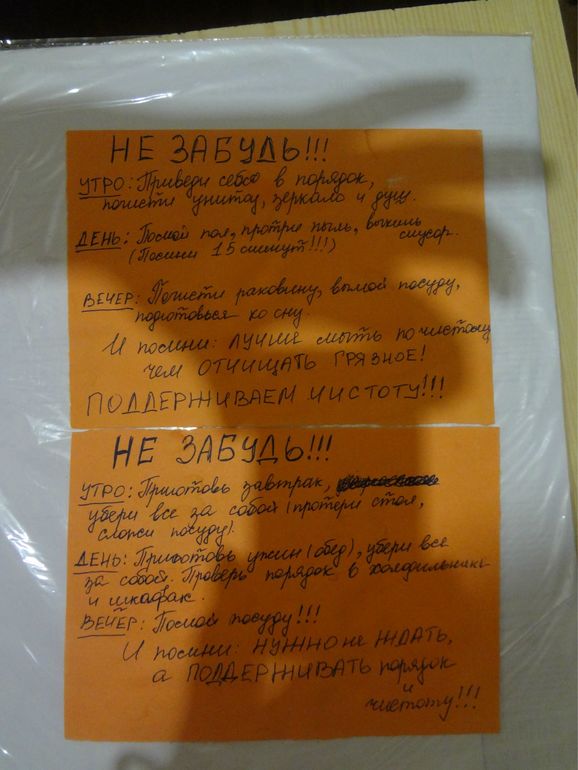 НЕ ЗАБУДЬ!!!
УТРО: Приведи себя в порядок,
почисти унитаз, зеркало и душ.
ДЕНЬ: Помой пол, протри пыль, выкинь
мусор.
(Помни 15 минут!!!)
ВЕЧЕР: Почисти раковину, вымой посуду,
подготовься ко сну.
И помни: ЛУЧШЕ мыть по чистому,
чем ОТЧИЩАТЬ ГРЯЗНОЕ!
ПОДДЕРЖИВАЕМ ЧИСТОТУ!!!
НЕ ЗАБУДЬ!!!
УТРО: Приготовь завтрак,
убери все за собой (протри стол,
сложи посуду).
ДЕНЬ: Приготовь ужин (обед), убери все
за собой. Проверь порядок в холодильнике
и шкафах.
ВЕЧЕР: Помой посуду!!!
И помни: НУЖНО не ЖДАТЬ,
а ПОДДЕРЖИВАТЬ порядок
и
чистоту!!!